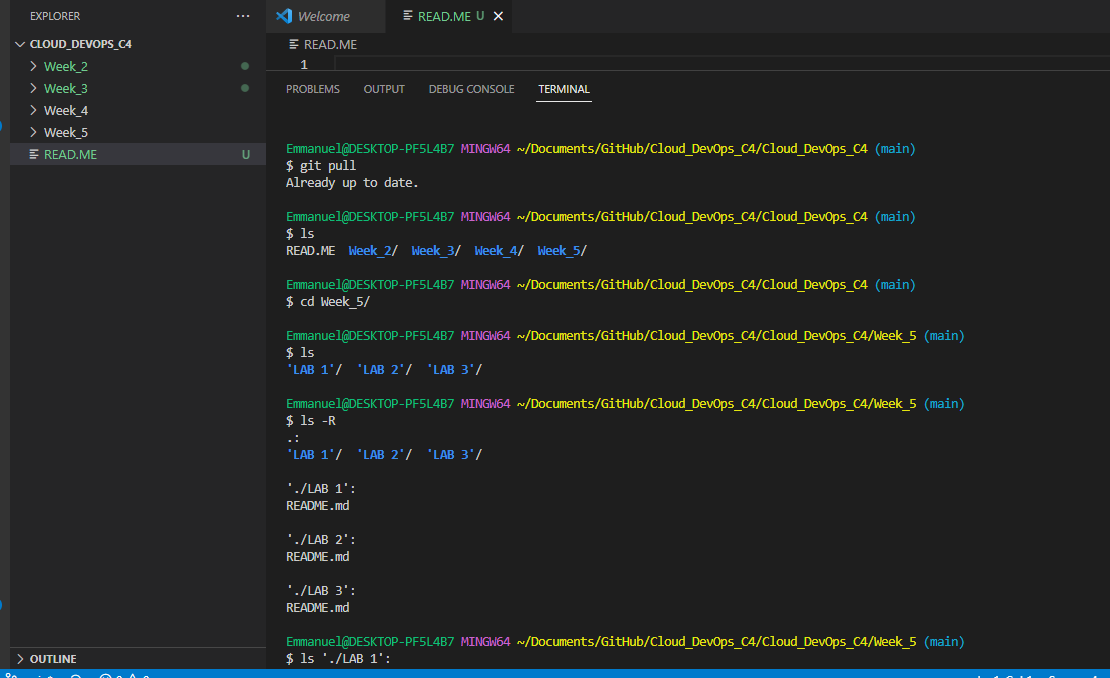 EXPLORER ...
CLOUD_DEVOPS_C4
Week_2
Week_3
Week_4
Week_5
READ.ME U
OUTLINE
Welcome READ.ME U
READ.ME
1
PROBLEMS OUTPUT DEBUG CONSOLE TERMINAL
Emmanuel@DESKTOP-PF5L4B7 MINGW64 ~/Documents/GitHub/Cloud_DevOps_C4/Cloud_DevOps_C4 (main)
$ git pull
Already up to date.
Emmanuel@DESKTOP-PF5L4B7 MINGW64 ~/Documents/GitHub/Cloud_DevOps_C4/Cloud_DevOps_C4 (main)
$ ls
READ.ME Week_2/ Week_3/ Week_4/ Week_5/
Emmanuel@DESKTOP-PF5L4B7 MINGW64 ~/Documents/GitHub/Cloud_DevOps_C4/Cloud_DevOps_C4 (main)
$ cd Week_5/
Emmanuel@DESKTOP-PF5L4B7 MINGW64 ~/Documents/GitHub/Cloud_DevOps_C4/Cloud_DevOps_C4/Week_5 (main)
$ ls
'LAB 1'/ 'LAB 2'/ 'LAB 3'/
Emmanuel@DESKTOP-PF5L4B7 MINGW64 ~/Documents/GitHub/Cloud_DevOps_C4/Cloud_DevOps_C4/Week_5 (main)
$ ls -R
.:
'LAB 1'/ 'LAB 2'/ 'LAB 3'/
'./LAB 1':
README.md
'./LAB 2':
README.md
'./LAB 3':
README.md
Emmanuel@DESKTOP-PF5L4B7 MINGW64 ~/Documents/GitHub/Cloud_DevOps_C4/Cloud_DevOps_C4/Week_5 (main)
$ ls './LAB 1':